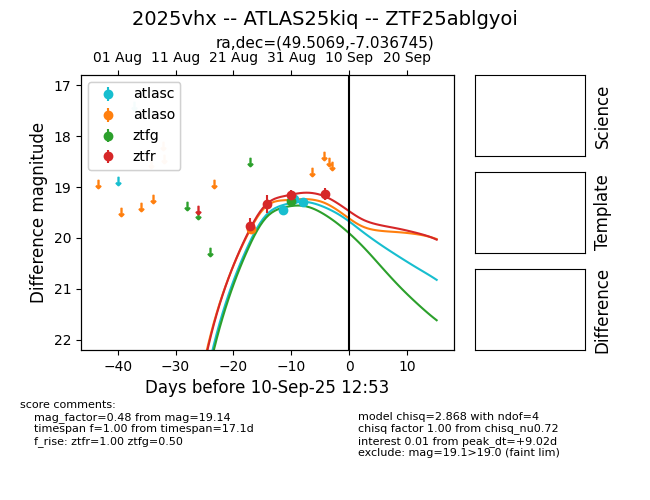 2025vhx -- ATLAS25kiq -- ZTF25ablgyoi
ra,dec=(49.5069,-7.036745)
01 Aug 11 Aug 21 Aug 31 Aug 10 Sep 20 Sep
17
18
19
20
21
22
Difference magnitude
atlasc
atlaso
ztfg
ztfr
−40 −30 −20 −10 0 10
Days before 10-Sep-25 12:53
Science
Template
Difference
score comments:
mag_factor=0.48 from mag=19.14
timespan f=1.00 from timespan=17.1d
f_rise: ztfr=1.00 ztfg=0.50
model chisq=2.868 with ndof=4
chisq factor 1.00 from chisq_nu0.72
interest 0.01 from peak_dt=+9.02d
exclude: mag=19.1>19.0 (faint lim)